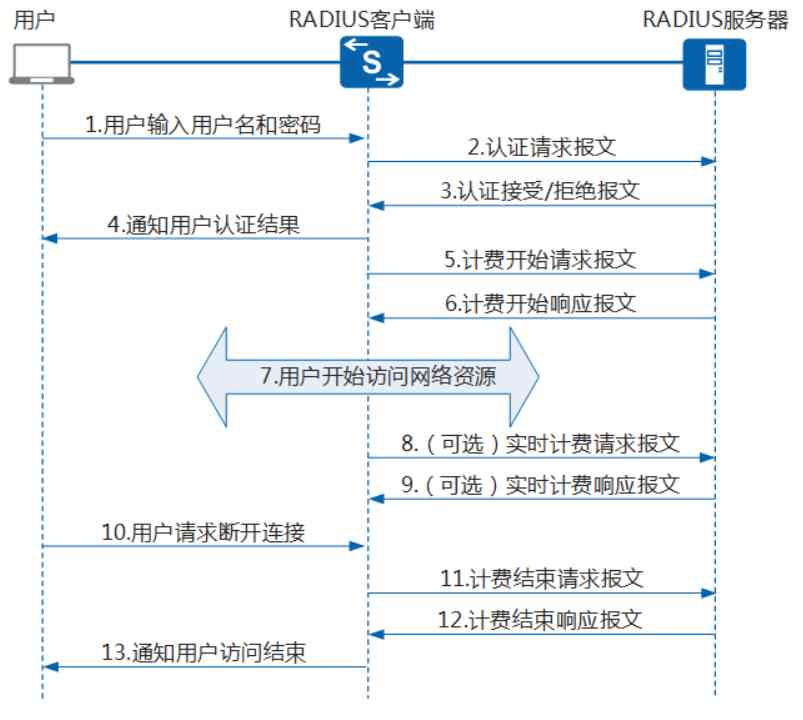 用户
RADIUS客户端
RADIUS服务器
S
1.用户输入用户名和密码
2.认证请求报文
3.认证接受/拒绝报文
4.通知用户认证结果
5.计费开始请求报文
6.计费开始响应报文
7.用户开始访问网络资源
8.（可选）实时计费请求报文
9.（可选）实时计费响应报文
10.用户请求断开连接
11.计费结束请求报文
12.计费结束响应报文
13.通知用户访问结束